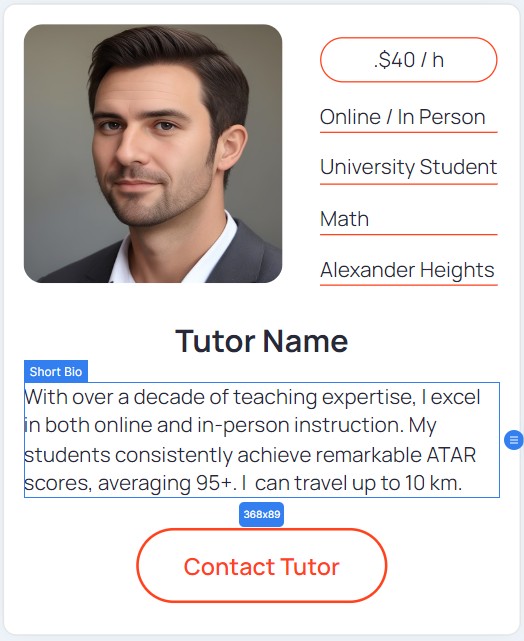 .$40 / h
Online / In Person
University Student
Math
Alexander Heights
Tutor Name
Short Bio
With over a decade of teaching expertise, I excel
in both online and in-person instruction. My
students consistently achieve remarkable ATAR
scores, averaging 95+. I  can travel up to 10 km.
368x89
Contact Tutor